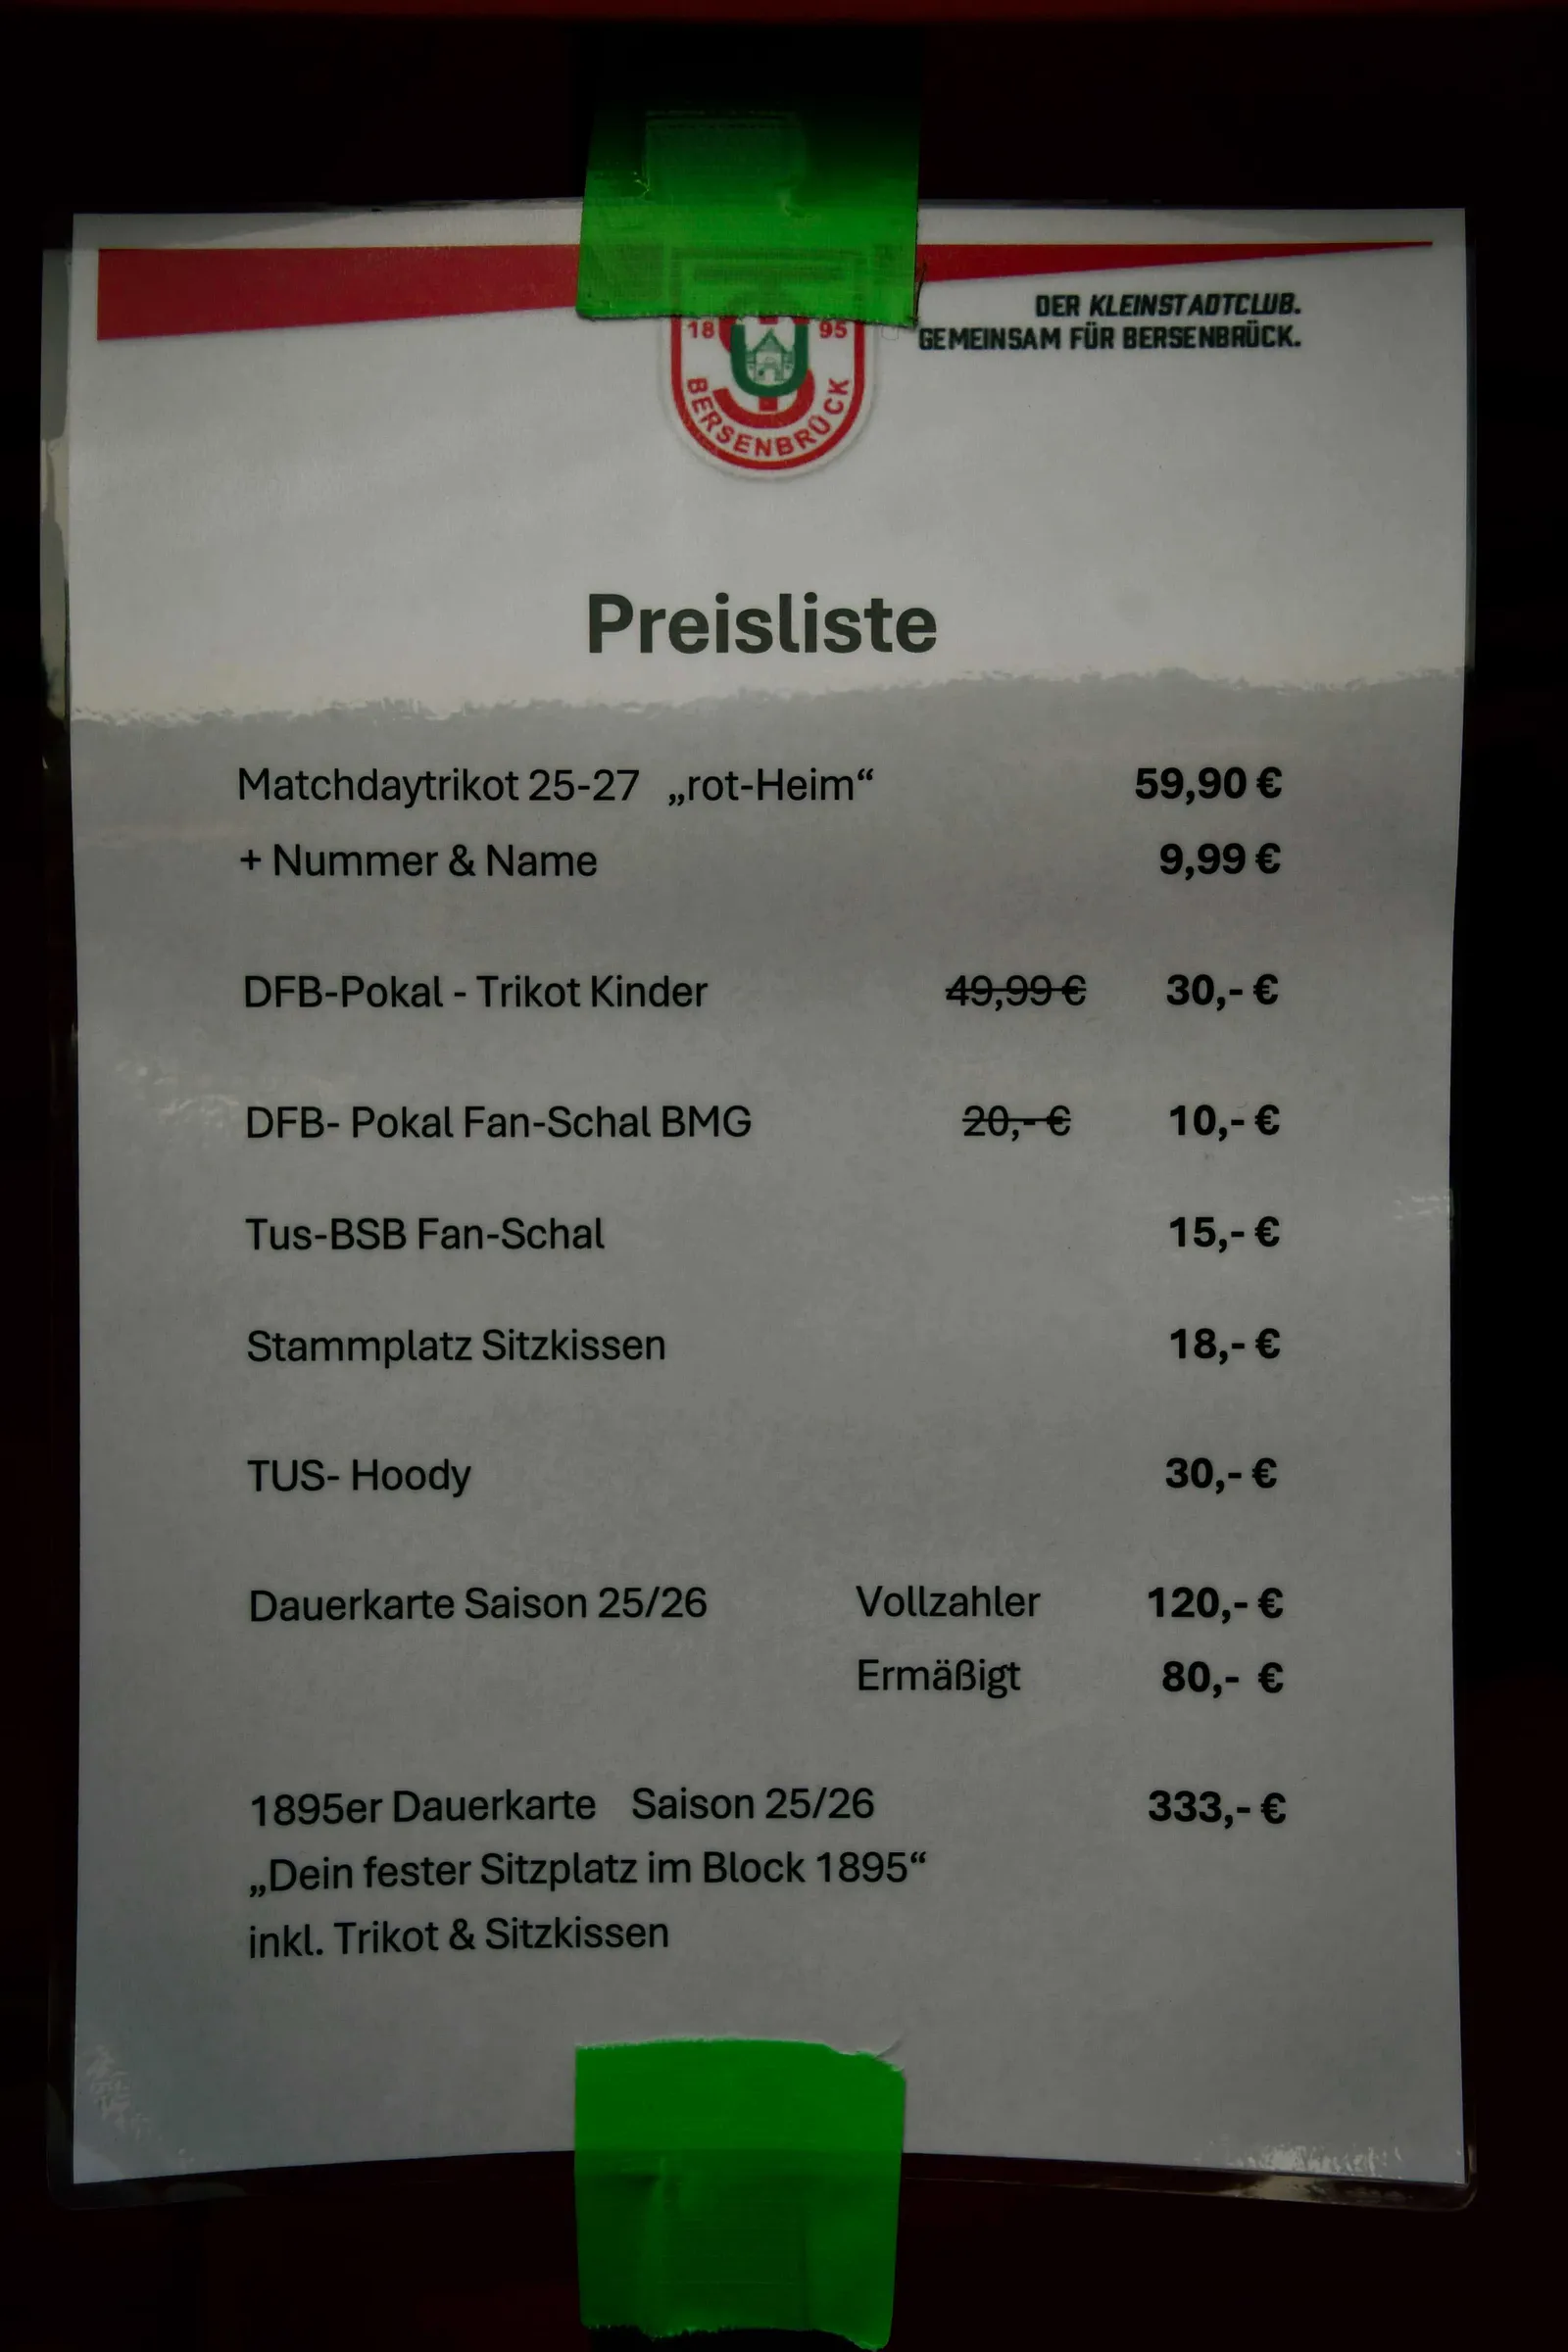 DER KLEINSTADTCLUB.
GEMEINSAM FÜR BERSENBRÜCK.
18 95
BERSENBRÜCK
Preisliste
Matchdaytrikot 25-27 „rot-Heim“ 59,90 €
+ Nummer & Name 9,99 €
DFB-Pokal - Trikot Kinder 49,99 € 30,- €
DFB- Pokal Fan-Schal BMG 20,- € 10,- €
Tus-BSB Fan-Schal 15,- €
Stammplatz Sitzkissen 18,- €
TUS- Hoody 30,- €
Dauerkarte Saison 25/26 Vollzahler 120,- €
Ermäßigt 80,- €
1895er Dauerkarte Saison 25/26 333,- €
„Dein fester Sitzplatz im Block 1895“
inkl. Trikot & Sitzkissen